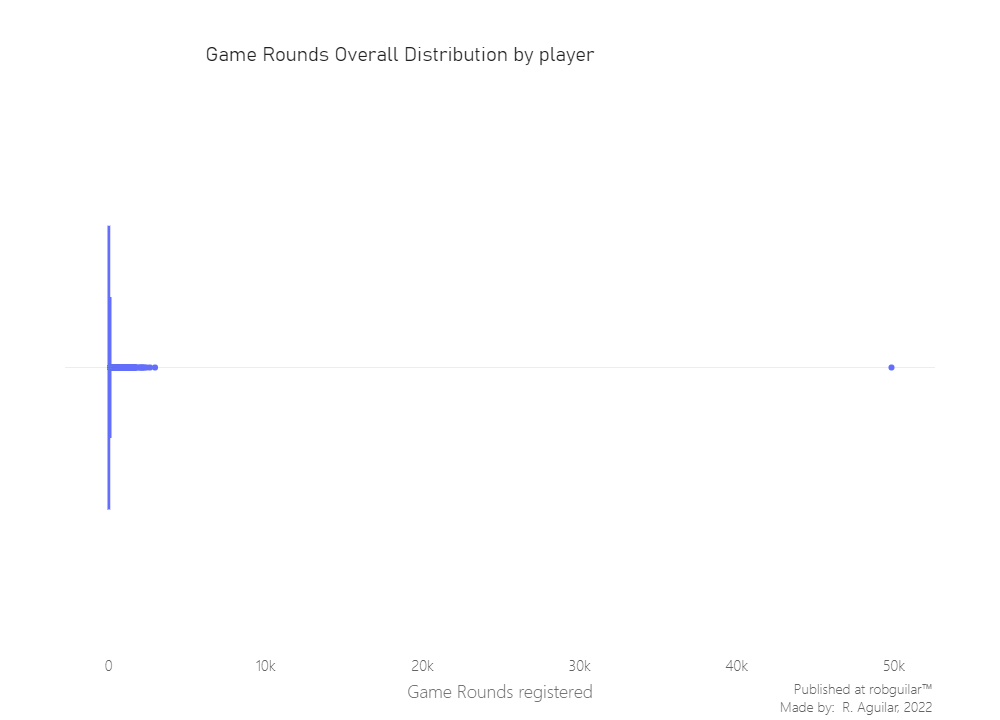 Game Rounds Overall Distribution by player
0 10k 20k 30k 40k 50k
Game Rounds registered
Published at robguilar™
Made by: R. Aguilar, 2022